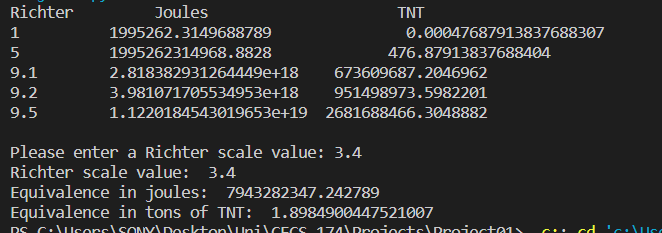 Richter Joules TNT
1 1995262.3149688789 0.00047687913837688307
5 1995262314968.8828 476.87913837688404
9.1 2.818382931264449e+18 673609687.2046962
9.2 3.981071705534953e+18 951498973.5982201
9.5 1.1220184543019653e+19 2681688466.3048882
Please enter a Richter scale value: 3.4
Richter scale value: 3.4
Equivalence in joules: 7943282347.242789
Equivalence in tons of TNT: 1.8984900447521007
PS C:\Users\SONY\Desktop\Uni\CECS 174\Projects\Project01> c:; cd 'c:\Use